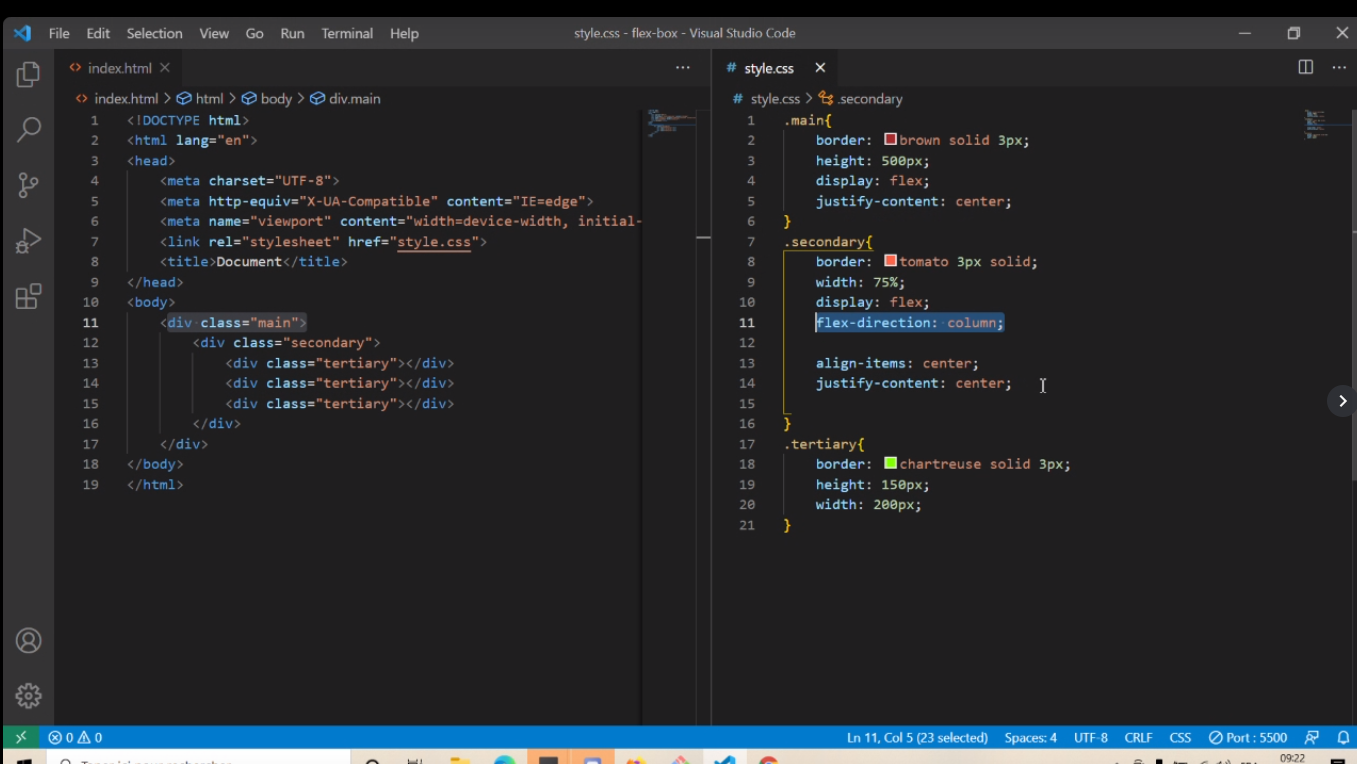 File Edit Selection View Go Run Terminal Help style.css - flex-box - Visual Studio Code
index.html
index.html > html > body > div.main
1 <!DOCTYPE html>
2 <html lang="en">
3 <head>
4 <meta charset="UTF-8">
5 <meta http-equiv="X-UA-Compatible" content="IE=edge">
6 <meta name="viewport" content="width=device-width, initial-
7 <link rel="stylesheet" href="style.css">
8 <title>Document</title>
9 </head>
10 <body>
11 <div class="main">
12 <div class="secondary">
13 <div class="tertiary"></div>
14 <div class="tertiary"></div>
15 <div class="tertiary"></div>
16 </div>
17 </div>
18 </body>
19 </html>
# style.css
# style.css > .secondary
1 .main{
2 border: brown solid 3px;
3 height: 500px;
4 display: flex;
5 justify-content: center;
6 }
7 .secondary{
8 border: tomato 3px solid;
9 width: 75%;
10 display: flex;
11 flex-direction: column;
12
13 align-items: center;
14 justify-content: center;
15
16 }
17 .tertiary{
18 border: chartreuse solid 3px;
19 height: 150px;
20 width: 200px;
21 }
0 0 Ln 11, Col 5 (23 selected) Spaces: 4 UTF-8 CRLF CSS Port : 5500
09:22